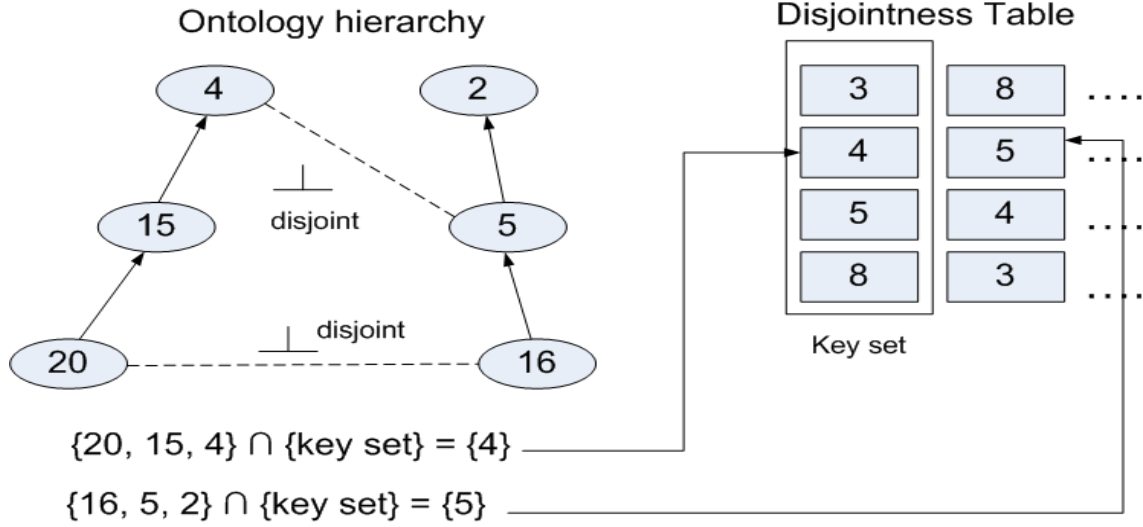 Ontology hierarchy
Disjointness Table
4
2
3
8
....
4
5
....
disjoint
15
5
5
4
....
8
3
....
disjoint
20
16
Key set
{20, 15, 4} ∩ {key set} = {4}
{16, 5, 2} ∩ {key set} = {5}